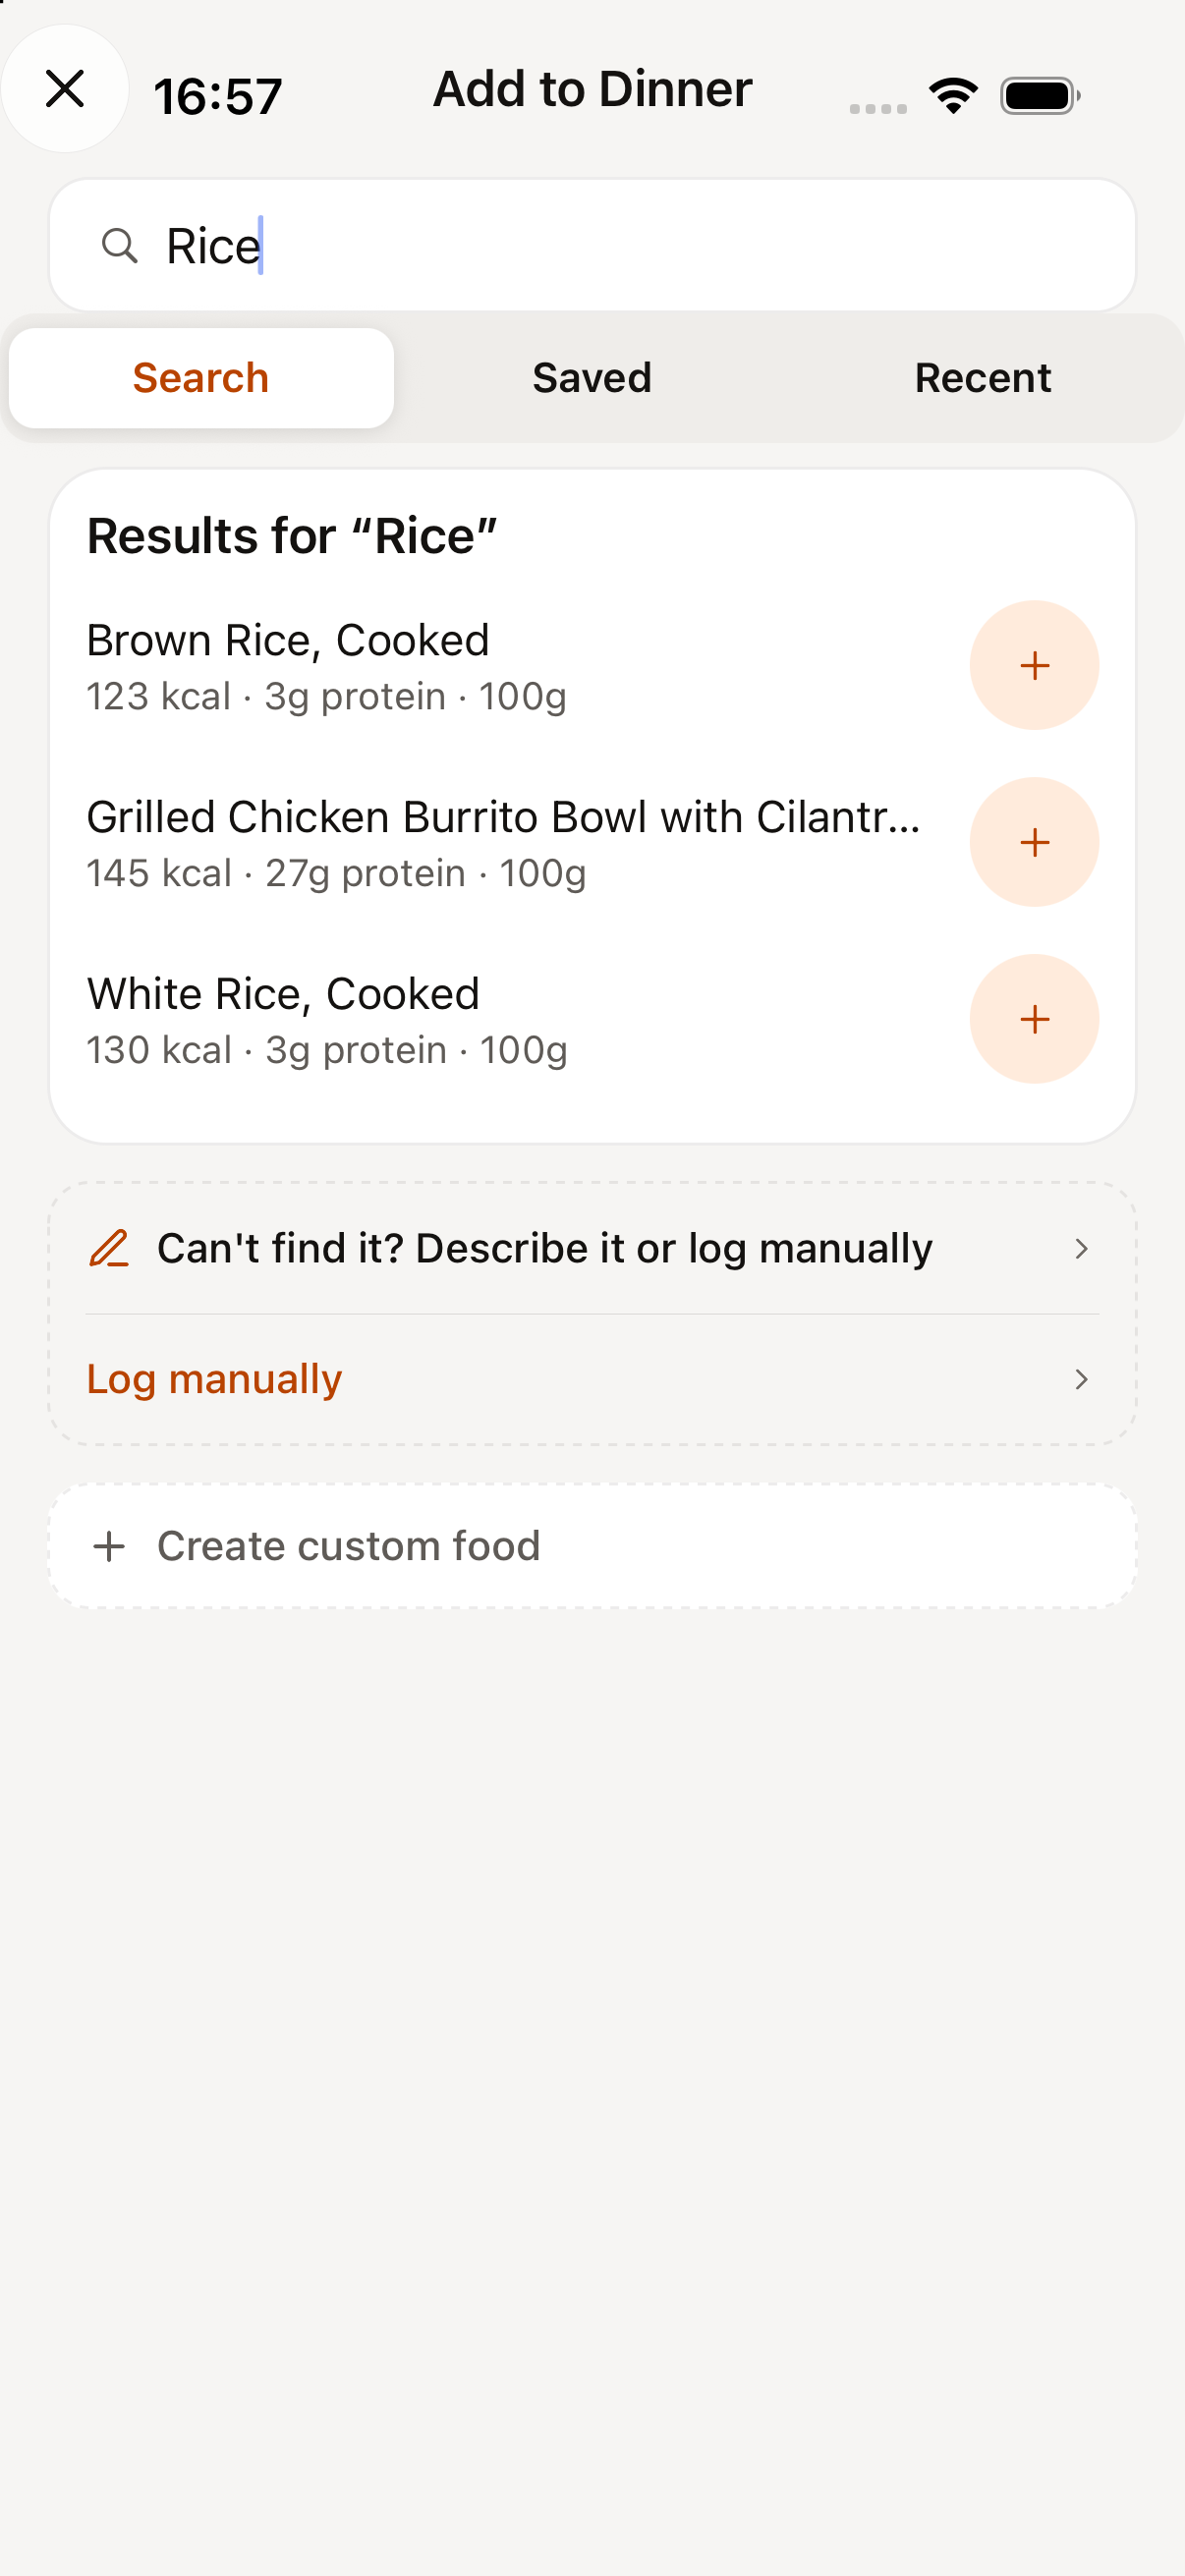 16:57
Add to Dinner
Rice
Search
Saved
Recent
Results for “Rice”
Brown Rice, Cooked
123 kcal · 3g protein · 100g
Grilled Chicken Burrito Bowl with Cilantr...
145 kcal · 27g protein · 100g
White Rice, Cooked
130 kcal · 3g protein · 100g
Can't find it? Describe it or log manually
Log manually
Create custom food